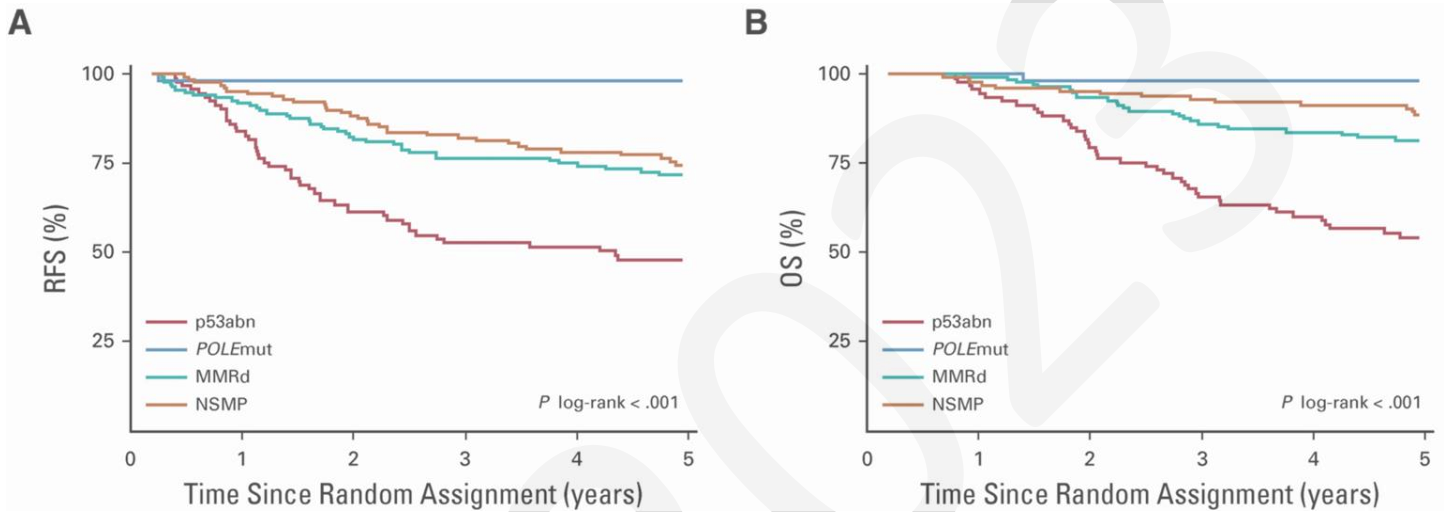 A
100
75
50
25
RFS (%)
p53abn
POLEmut
MMRd
NSMP
P log-rank < .001
0 1 2 3 4 5
Time Since Random Assignment (years)
B
100
75
50
25
OS (%)
p53abn
POLEmut
MMRd
NSMP
P log-rank < .001
0 1 2 3 4 5
Time Since Random Assignment (years)
023